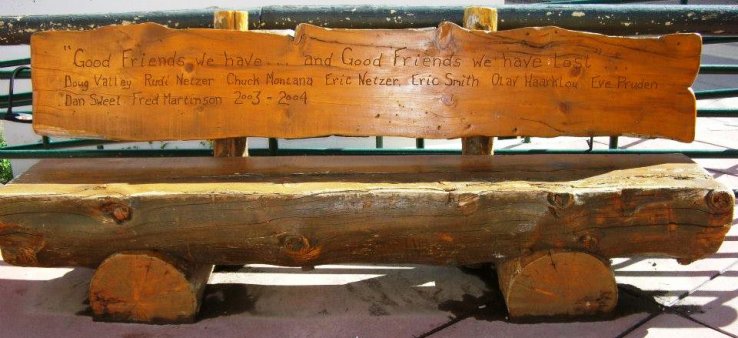 "Good Friends we have... and Good Friends we have Lost...
Doug Valley Rudi Netzer Chuck Montana Eric Netzer. Eric Smith Olav Haarklou Eve Pruden
Dan Sweet Fred Martinson 2003 - 2004